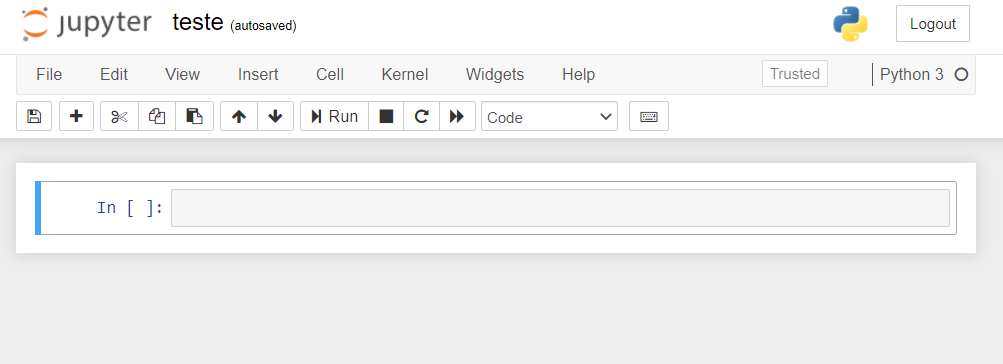 jupyter teste (autosaved) Logout
File Edit View Insert Cell Kernel Widgets Help Trusted Python 3
Run Code
In [ ]: